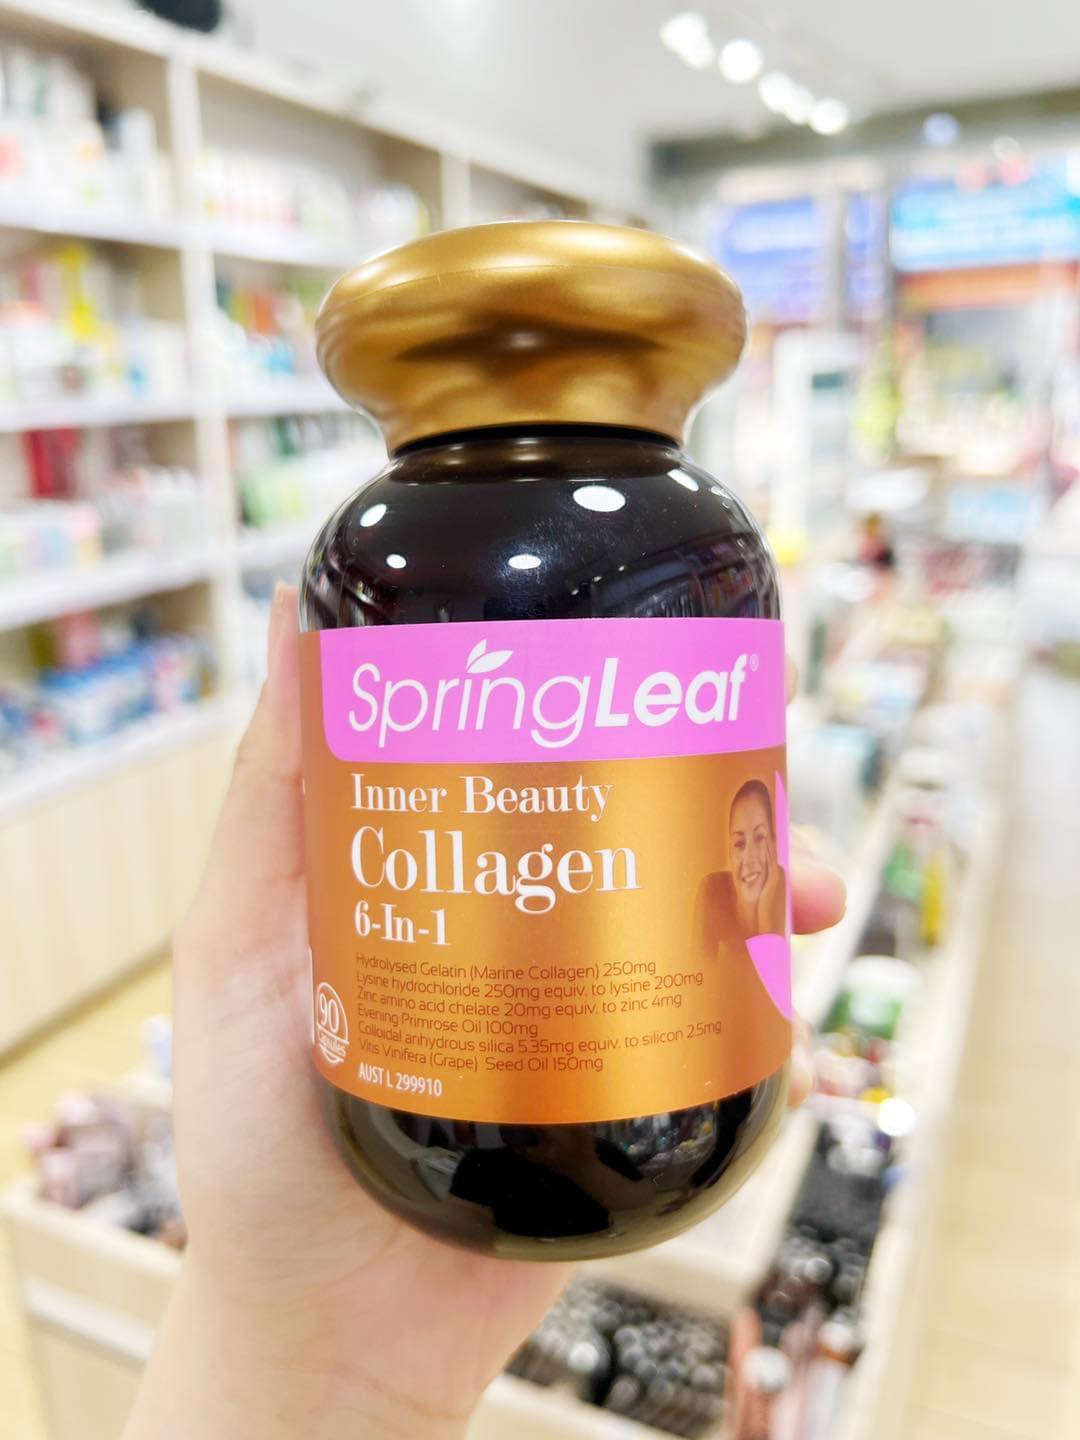 SpringLeaf®
Inner Beauty
Collagen
6-In-1
Hydrolysed Gelatin (Marine Collagen) 250mg
Lysine hydrochloride 250mg equiv. to lysine 200mg
Zinc amino acid chelate 20mg equiv. to zinc 4mg
Evening Primrose Oil 100mg
Colloidal anhydrous silica 5.35mg equiv. to silicon 2.5mg
Vitis Vinifera (Grape) Seed Oil 150mg
90
Capsules
AUST L 299910